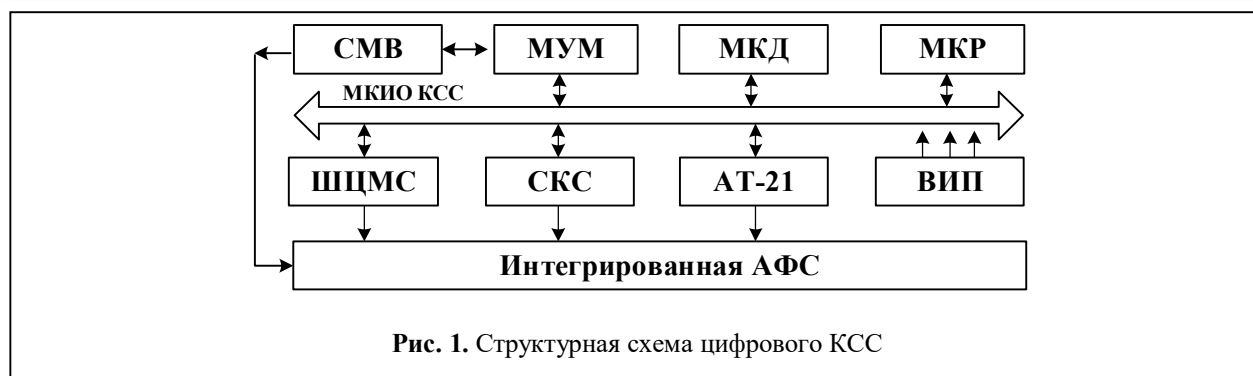 СМВ МУМ МКД МКР
МКИО КСС
ШЦМС СКС АТ-21 ВИП
Интегрированная АФС
Рис. 1. Структурная схема цифрового КСС